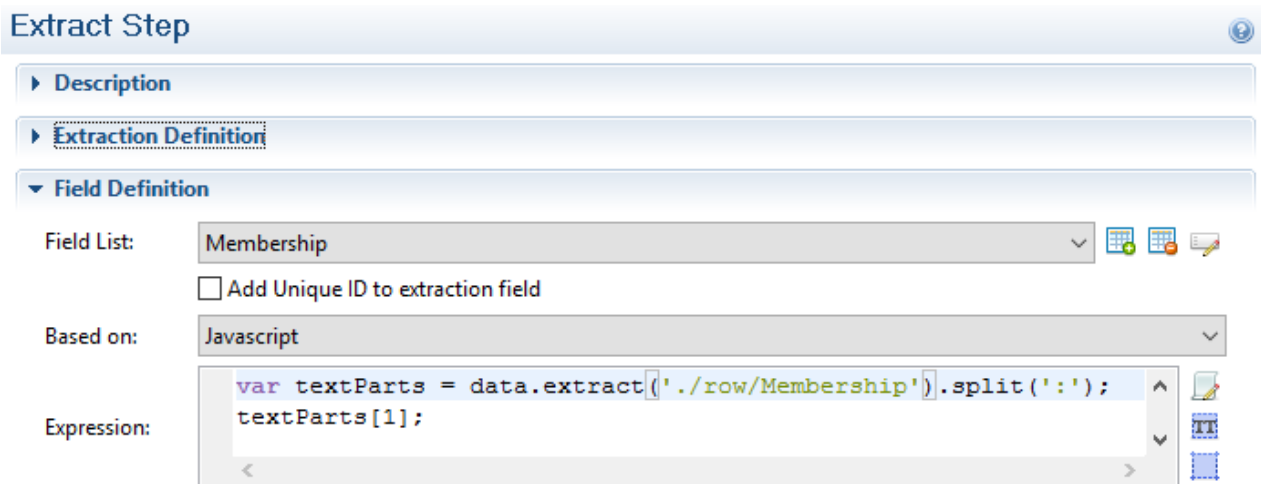 Extract Step
Description
Extraction Definition
Field Definition
Field List: Membership
Add Unique ID to extraction field
Based on: Javascript
Expression: var textParts = data.extract('./row/Membership').split(':');
textParts[1];
TT